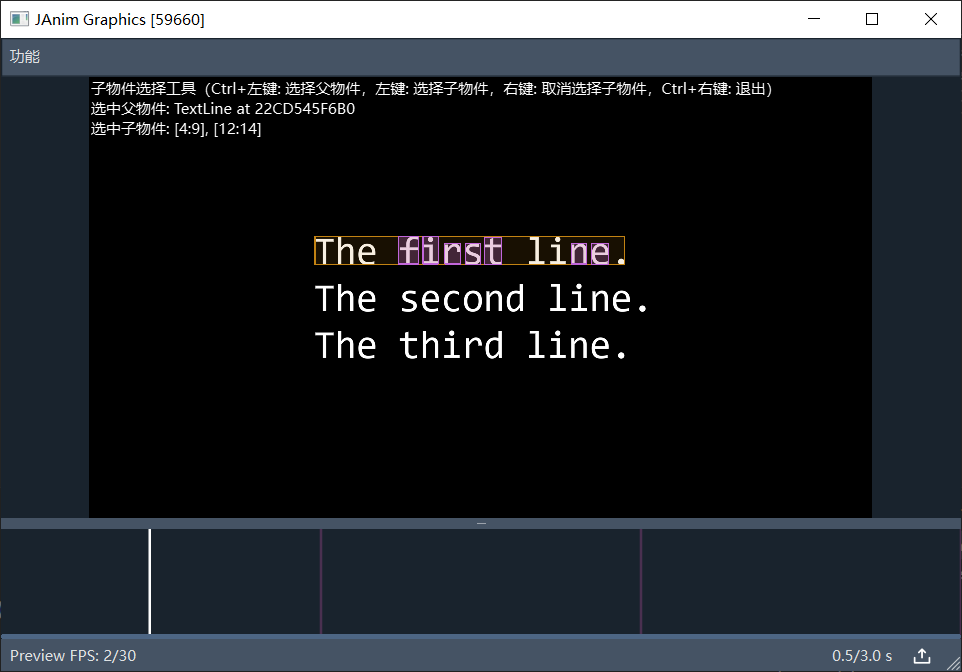 JAnim Graphics [59660]
功能
子物件选择工具（Ctrl+左键: 选择父物件，左键: 选择子物件，右键: 取消选择子物件，Ctrl+右键: 退出）
选中父物件: TextLine at 22CD545F6B0
选中子物件: [4:9], [12:14]
The first line.
The second line.
The third line.
Preview FPS: 2/30
0.5/3.0 s